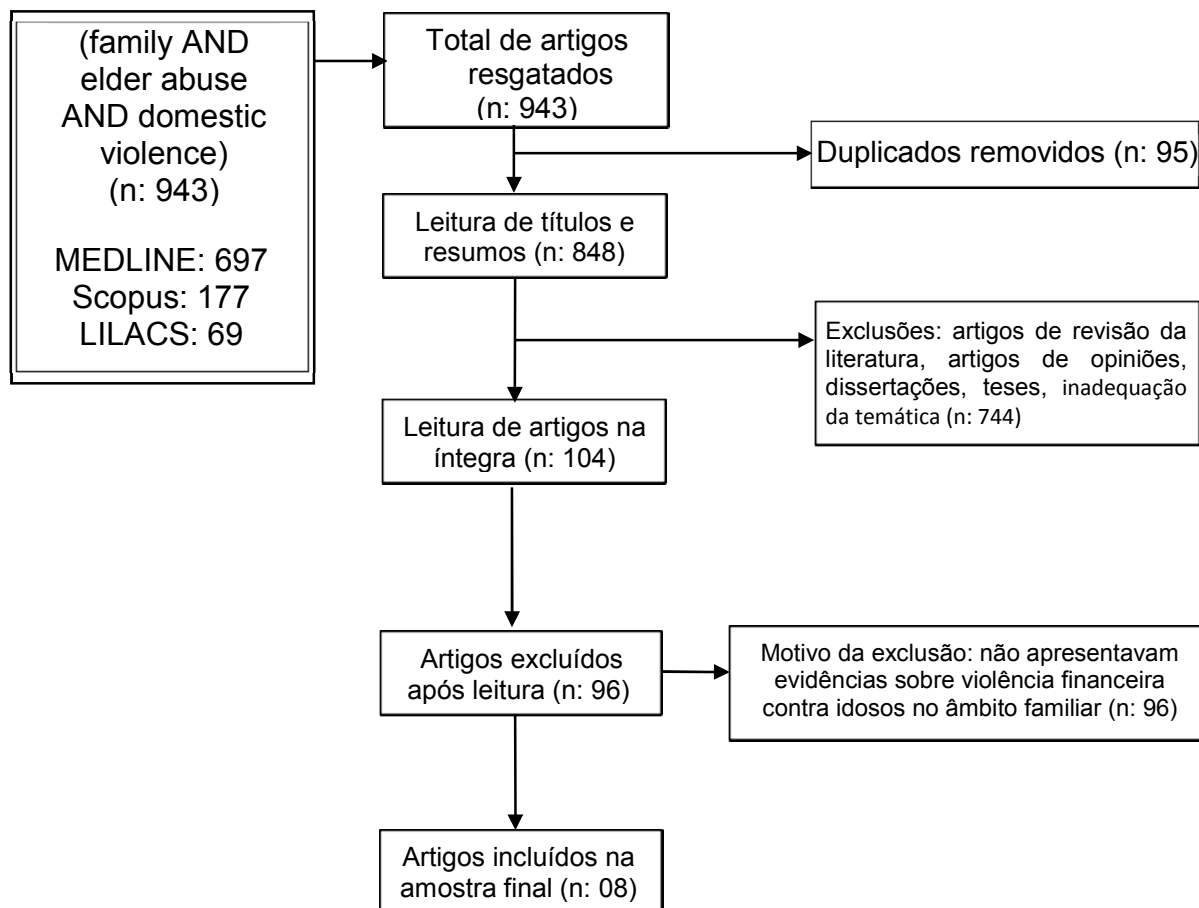 (family AND
elder abuse
AND domestic
violence)
(n: 943)
MEDLINE: 697
Scopus: 177
LILACS: 69
Total de artigos
resgatados
(n: 943)
Duplicados removidos (n: 95)
Leitura de títulos e
resumos (n: 848)
Exclusões: artigos de revisão da
literatura, artigos de opiniões,
dissertações, teses, inadequação
da temática (n: 744)
Leitura de artigos na
íntegra (n: 104)
Artigos excluídos
após leitura (n: 96)
Motivo da exclusão: não apresentavam
evidências sobre violência financeira
contra idosos no âmbito familiar (n: 96)
Artigos incluídos na
amostra final (n: 08)